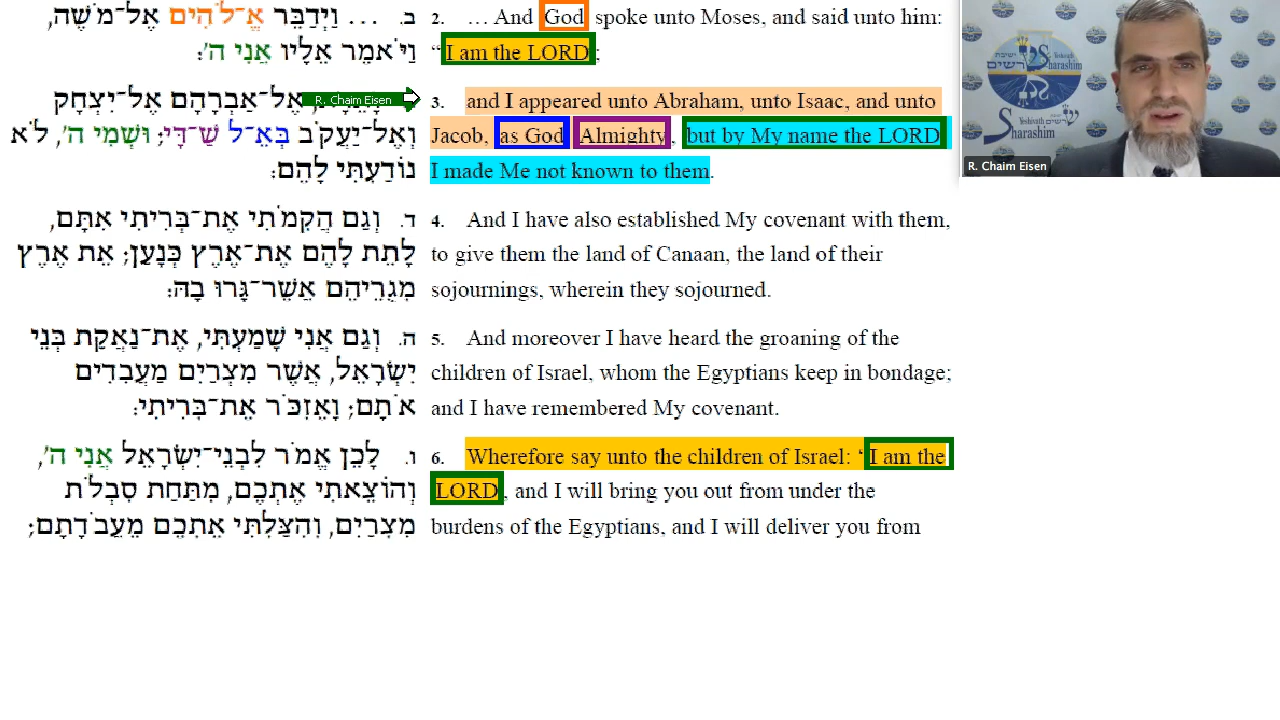 ב. ... וַיְדַבֵּר אֱ־לֹהִים אֶל־מֹשֶׁה,
וַיֹּאמֶר אֵלָיו אֲנִי ה':
אֶל־אַבְרָהָם אֶל־יִצְחָק
וְאֶל־יַעֲקֹב בְּאֵ־ל שַׁ־דָּי; וּשְׁמִי ה', לֹא
נוֹדַעְתִּי לָהֶם:
ד. וְגַם הֲקִמֹתִי אֶת־בְּרִיתִי אִתָּם,
לָתֵת לָהֶם אֶת־אֶרֶץ כְּנָעַן; אֵת אֶרֶץ
מְגֻרֵיהֶם אֲשֶׁר־גָּרוּ בָהּ:
ה. וְגַם אֲנִי שָׁמַעְתִּי, אֶת־נַאֲקַת בְּנֵי
יִשְׂרָאֵל, אֲשֶׁר מִצְרַיִם מַעֲבִדִים
אֹתָם; וָאֶזְכֹּר אֶת־בְּרִיתִי:
ו. לָכֵן אֱמֹר לִבְנֵי־יִשְׂרָאֵל אֲנִי ה',
וְהוֹצֵאתִי אֶתְכֶם מִתַּחַת סִבְלֹת
מִצְרַיִם, וְהִצַּלְתִּי אֶתְכֶם מֵעֲבֹדָתָם;
R. Chaim Eisen
2. ... And God spoke unto Moses, and said unto him:
“I am the LORD;
3. and I appeared unto Abraham, unto Isaac, and unto
Jacob, as God Almighty, but by My name the LORD
I made Me not known to them.
4. And I have also established My covenant with them,
to give them the land of Canaan, the land of their
sojournings, wherein they sojourned.
5. And moreover I have heard the groaning of the
children of Israel, whom the Egyptians keep in bondage;
and I have remembered My covenant.
6. Wherefore say unto the children of Israel: ‘I am the
LORD, and I will bring you out from under the
burdens of the Egyptians, and I will deliver you from
Sharashim
Yeshivath
Sharashim
R. Chaim Eisen